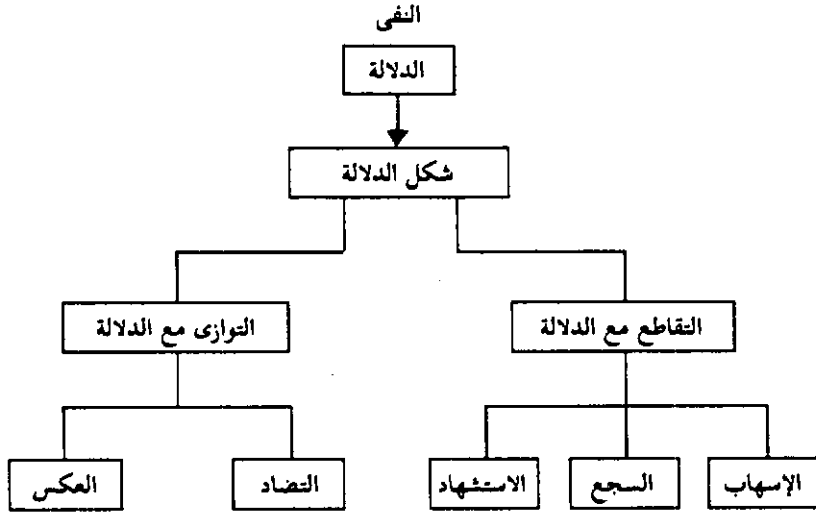 النفى
الدلالة
شكل الدلالة
التقاطع مع الدلالة
التوازى مع الدلالة
الإسهاب
السجع
الاستشهاد
التضاد
العكس